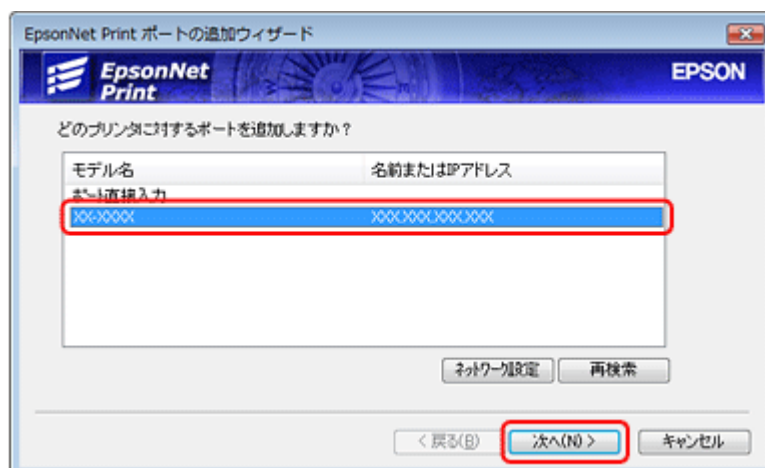 EpsonNet Print ポートの追加ウィザード
EpsonNet
Print
EPSON
どのプリンタに対するポートを追加しますか？
モデル名 名前またはIPアドレス
ポート直接入力
XX-XXXX XXX.XXX.XXX.XXX
ネットワーク設定 再検索
< 戻る(B) 次へ(N) > キャンセル